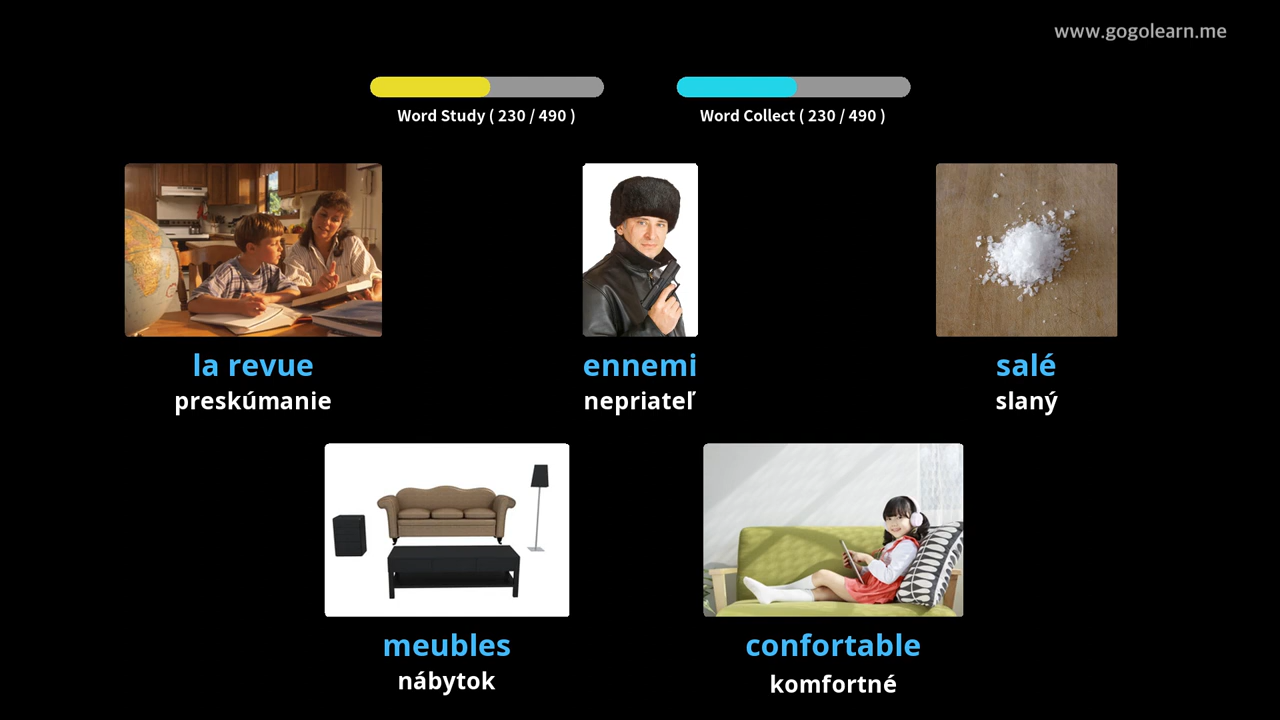 www.gogolearn.me
Word Study ( 230 / 490 )
Word Collect ( 230 / 490 )
la revue
preskúmanie
ennemi
nepriateľ
salé
slaný
meubles
nábytok
confortable
komfortné